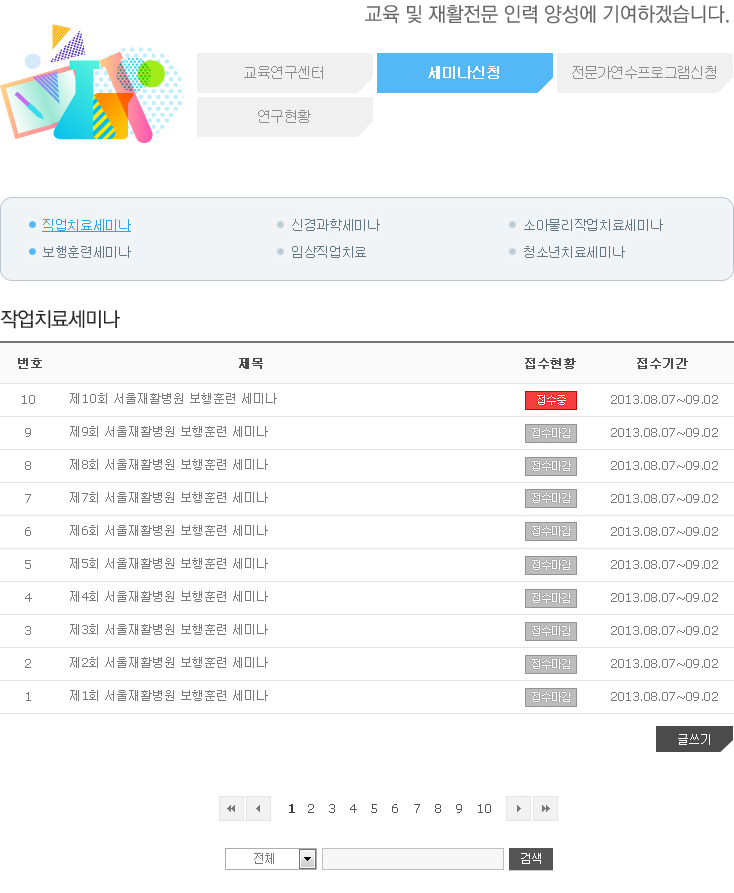 교육 및 재활전문 인력 양성에 기여하겠습니다.
교육연구센터 세미나신청 전문가연수프로그램신청
연구현황
직업치료세미나 신경과학세미나 소아물리작업치료세미나
보행훈련세미나 임상직업치료 청소년치료세미나
작업치료세미나
번호 제목 접수현황 접수기간
10 제10회 서울재활병원 보행훈련 세미나 접수중 2013.08.07~09.02
9 제9회 서울재활병원 보행훈련 세미나 접수마감 2013.08.07~09.02
8 제8회 서울재활병원 보행훈련 세미나 접수마감 2013.08.07~09.02
7 제7회 서울재활병원 보행훈련 세미나 접수마감 2013.08.07~09.02
6 제6회 서울재활병원 보행훈련 세미나 접수마감 2013.08.07~09.02
5 제5회 서울재활병원 보행훈련 세미나 접수마감 2013.08.07~09.02
4 제4회 서울재활병원 보행훈련 세미나 접수마감 2013.08.07~09.02
3 제3회 서울재활병원 보행훈련 세미나 접수마감 2013.08.07~09.02
2 제2회 서울재활병원 보행훈련 세미나 접수마감 2013.08.07~09.02
1 제1회 서울재활병원 보행훈련 세미나 접수마감 2013.08.07~09.02
글쓰기
1 2 3 4 5 6 7 8 9 10
전체 검색